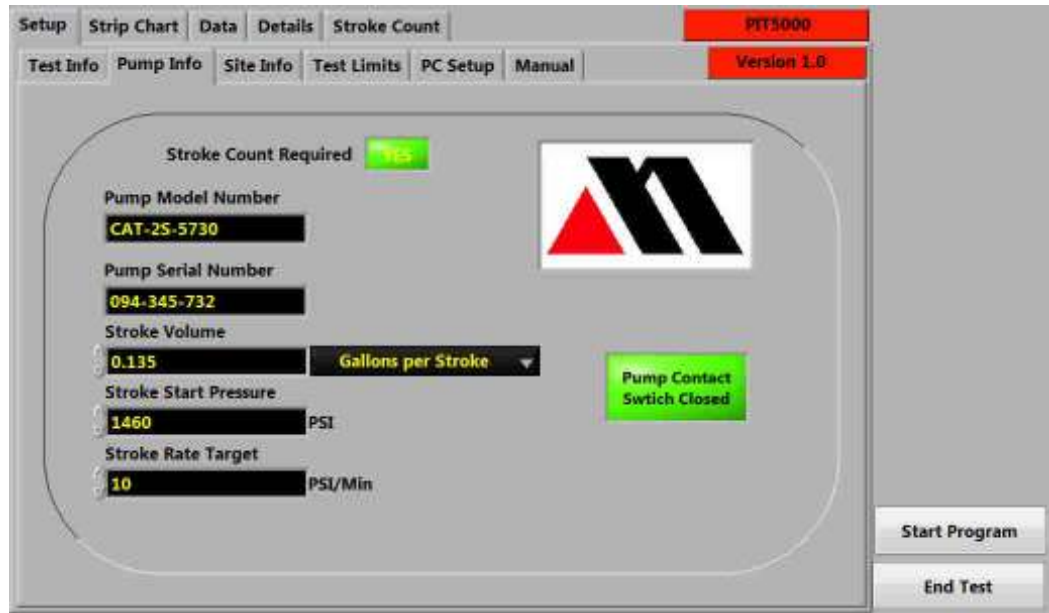 Setup Strip Chart Data Details Stroke Count PIT5000
Test Info Pump Info Site Info Test Limits PC Setup Manual Version 1.0
Stroke Count Required YES
Pump Model Number
CAT-2S-5730
Pump Serial Number
094-345-732
Stroke Volume
0.135 Gallons per Stroke
Pump Contact
Swtich Closed
Stroke Start Pressure
1460 PSI
Stroke Rate Target
10 PSI/Min
Start Program
End Test